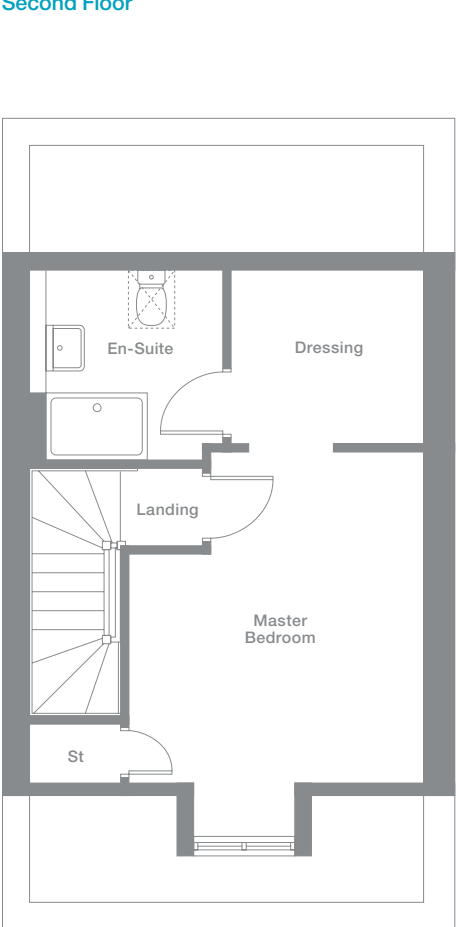 Second Floor
En-Suite
Dressing
Landing
Master
Bedroom
St